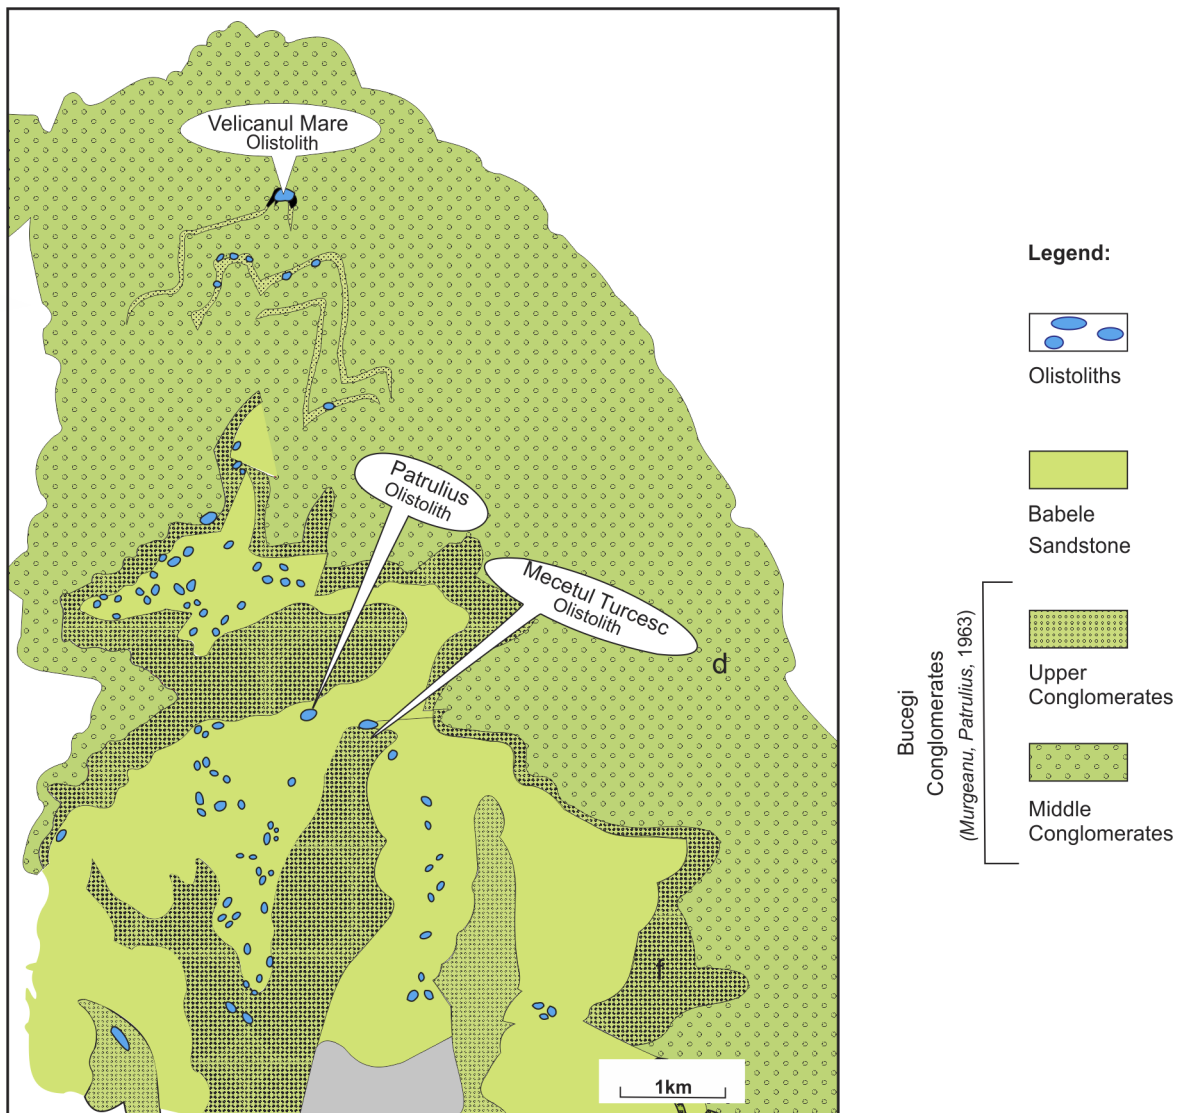 Velicanul Mare
Olistolith
Patrulius
Olistolith
Mecetul Turcesc
Olistolith
d
f
1km
Legend:
Olistoliths
Babele
Sandstone
Upper
Conglomerates
Middle
Conglomerates
Bucegi
Conglomerates
(Murgeanu, Patrulius, 1963)